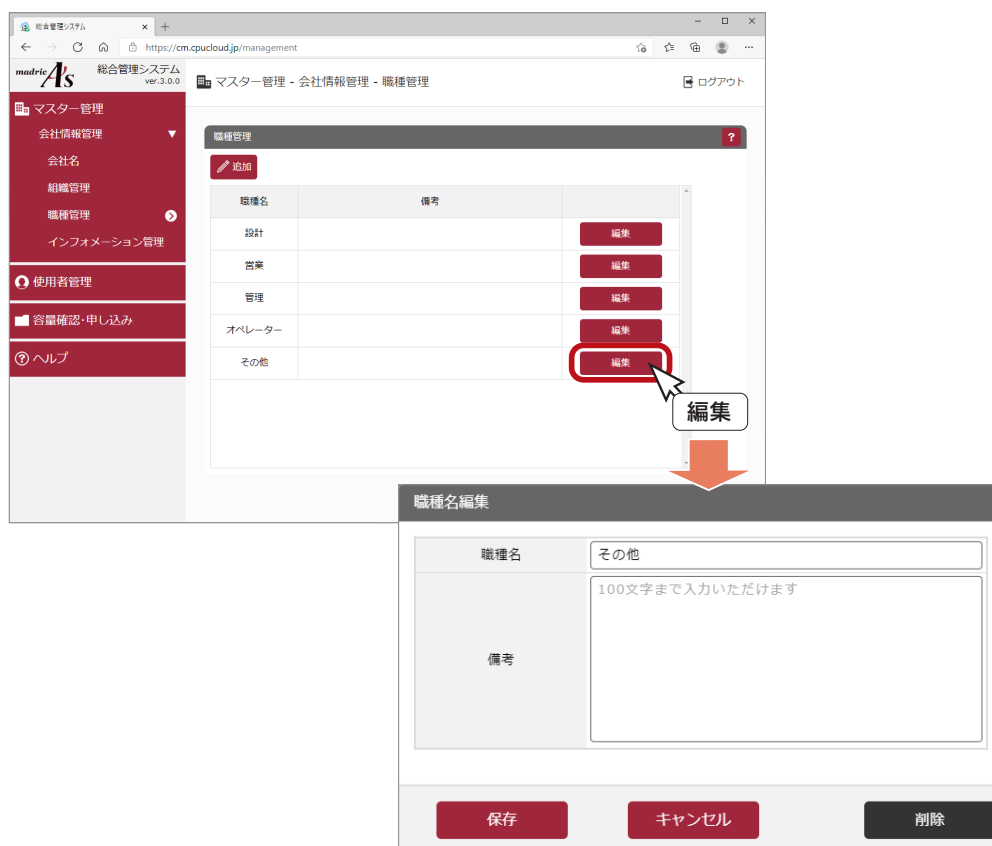 総合管理システム
https://cm.cpucloud.jp/management
madric A's
総合管理システム
ver.3.0.0
マスター管理 - 会社情報管理 - 職種管理
ログアウト
マスター管理
会社情報管理 ▼
会社名
組織管理
職種管理
インフォメーション管理
使用者管理
容量確認・申し込み
? ヘルプ
職種管理 ?
追加
職種名 備考
設計 編集
営業 編集
管理 編集
オペレーター 編集
その他 編集
編集
職種名編集
職種名 その他
備考 100文字まで入力いただけます
保存 キャンセル 削除